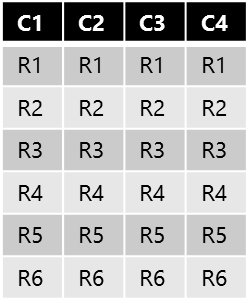 C1 C2 C3 C4
R1 R1 R1 R1
R2 R2 R2 R2
R3 R3 R3 R3
R4 R4 R4 R4
R5 R5 R5 R5
R6 R6 R6 R6